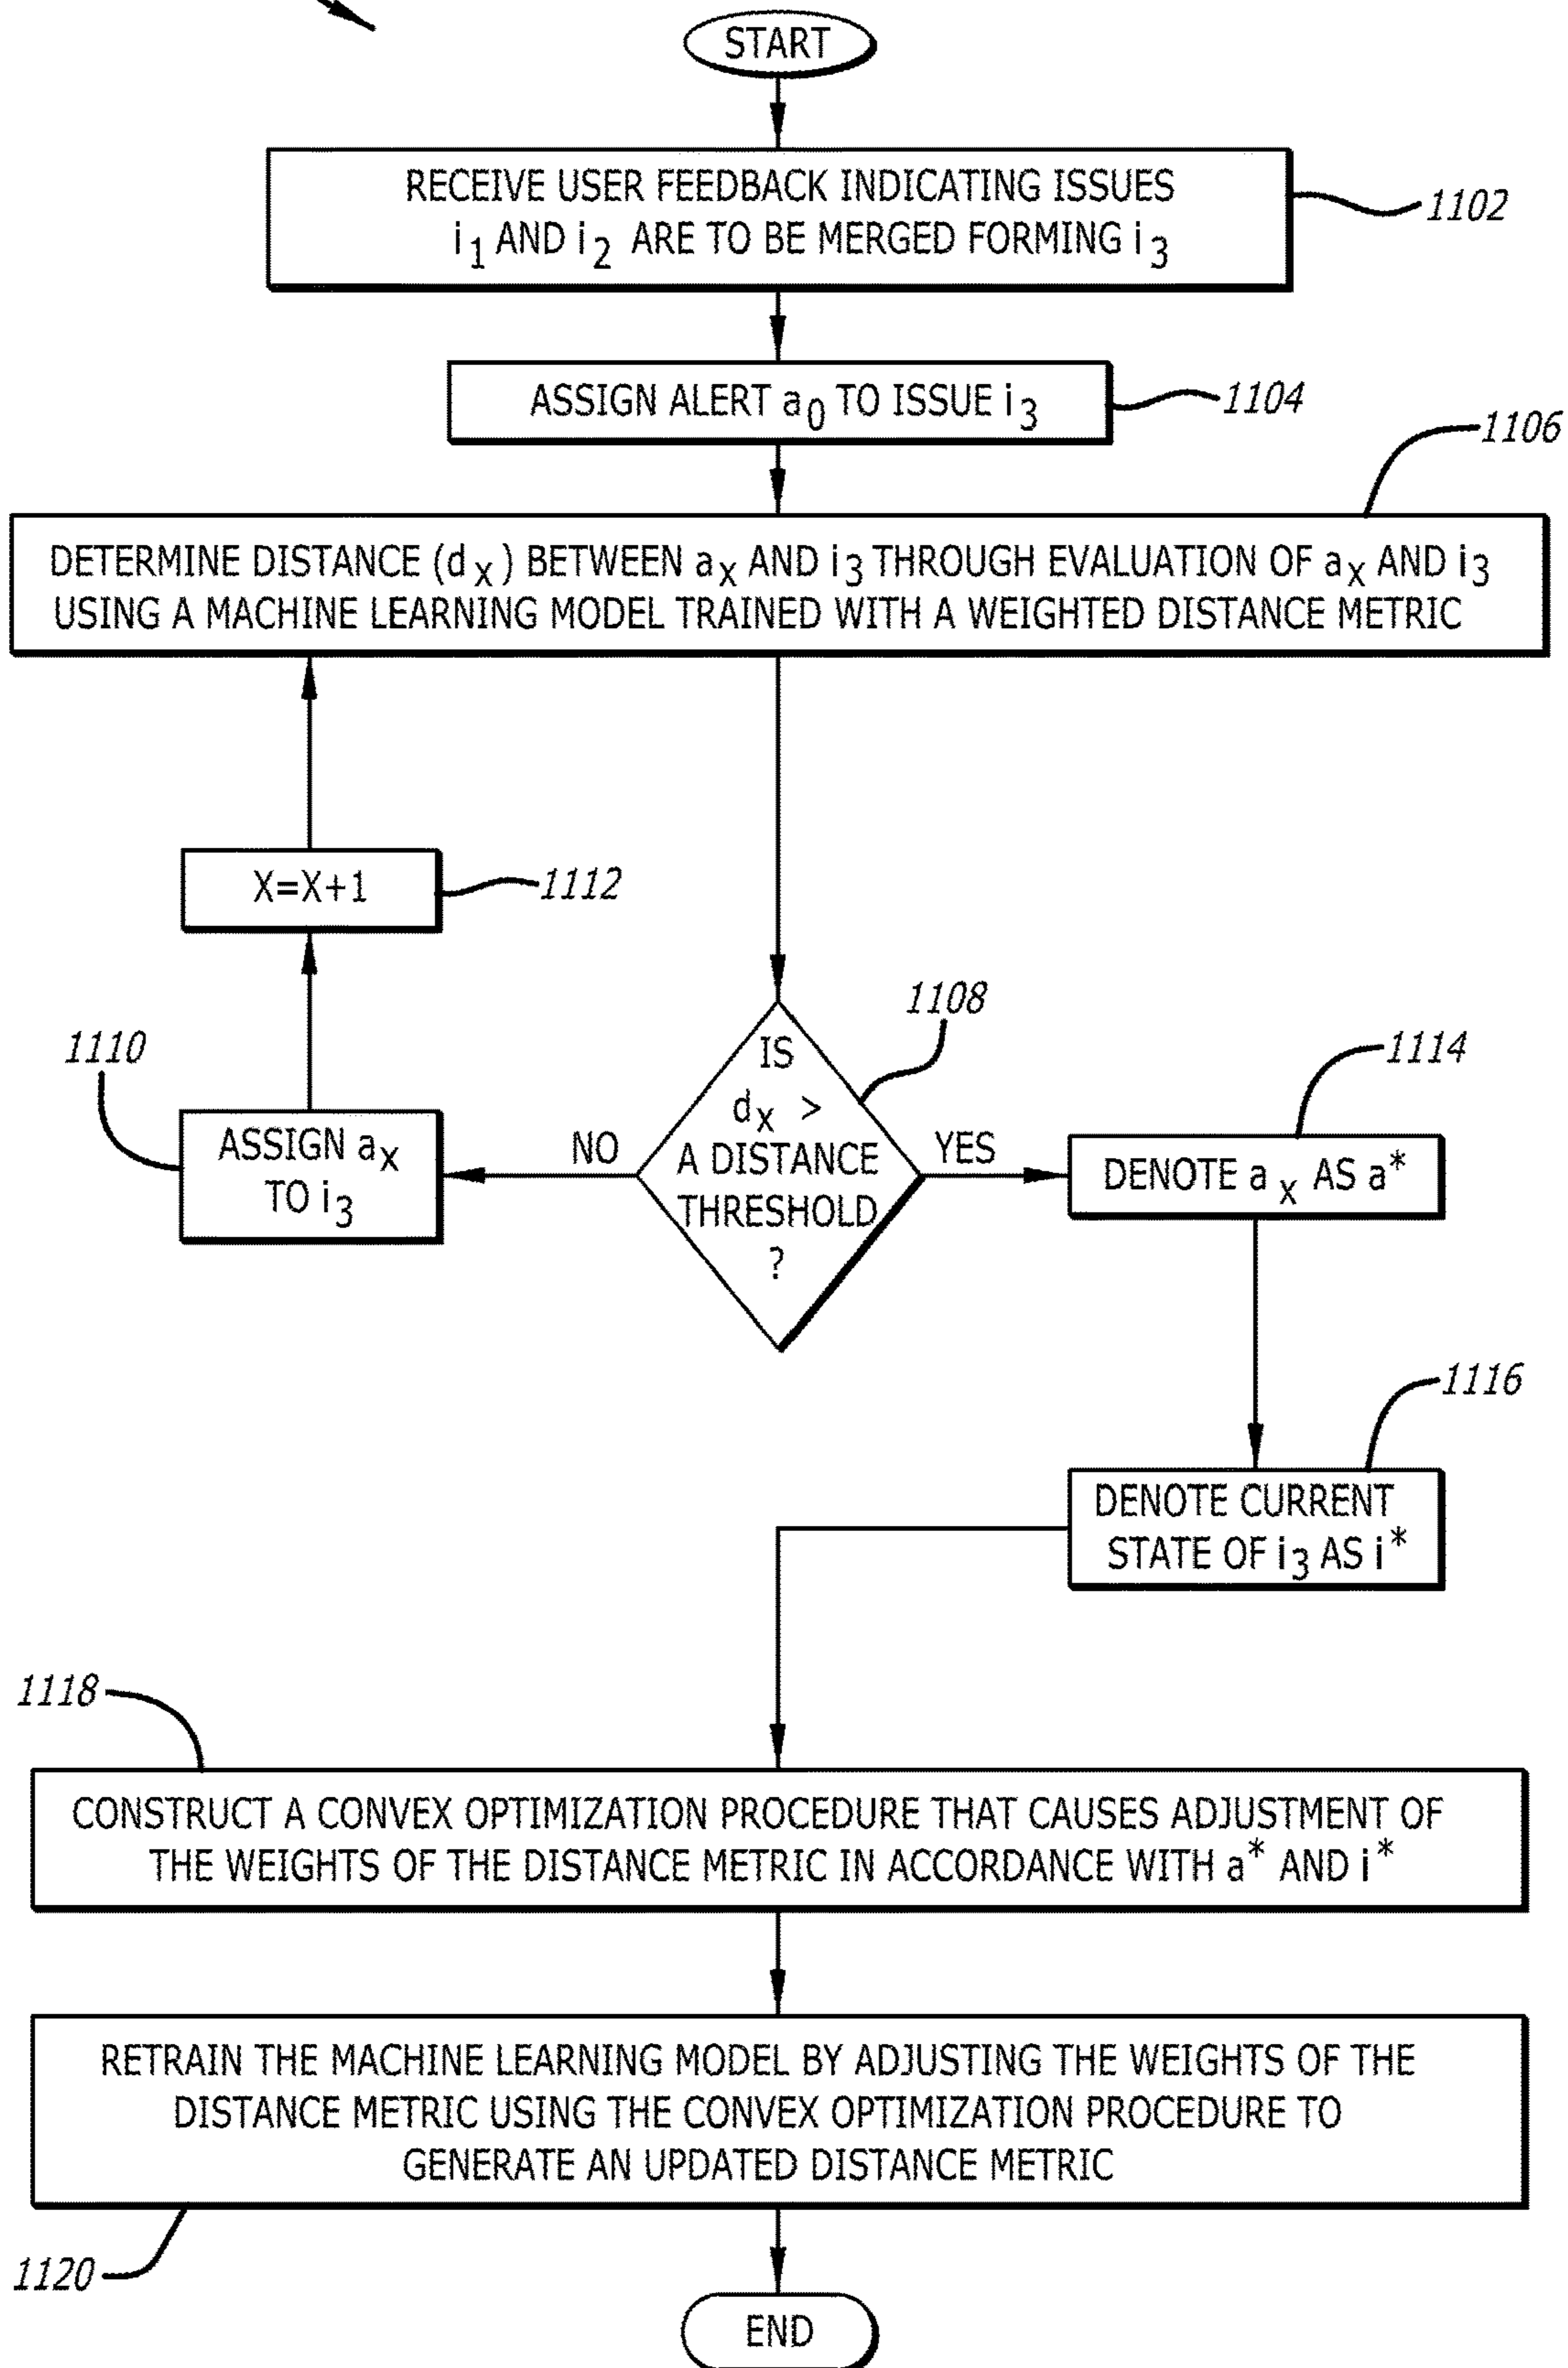 START
RECEIVE USER FEEDBACK INDICATING ISSUES
i₁ AND i₂ ARE TO BE MERGED FORMING i₃
1102
ASSIGN ALERT a₀ TO ISSUE i₃
1104
1106
DETERMINE DISTANCE (dₓ) BETWEEN aₓ AND i₃ THROUGH EVALUATION OF aₓ AND i₃
USING A MACHINE LEARNING MODEL TRAINED WITH A WEIGHTED DISTANCE METRIC
X=X+1
1112
1108
1110
ASSIGN aₓ
TO i₃
NO
IS
dₓ >
A DISTANCE
THRESHOLD
?
YES
1114
DENOTE aₓ AS a*
1116
DENOTE CURRENT
STATE OF i₃ AS i*
1118
CONSTRUCT A CONVEX OPTIMIZATION PROCEDURE THAT CAUSES ADJUSTMENT OF
THE WEIGHTS OF THE DISTANCE METRIC IN ACCORDANCE WITH a* AND i*
RETRAIN THE MACHINE LEARNING MODEL BY ADJUSTING THE WEIGHTS OF THE
DISTANCE METRIC USING THE CONVEX OPTIMIZATION PROCEDURE TO
GENERATE AN UPDATED DISTANCE METRIC
1120
END